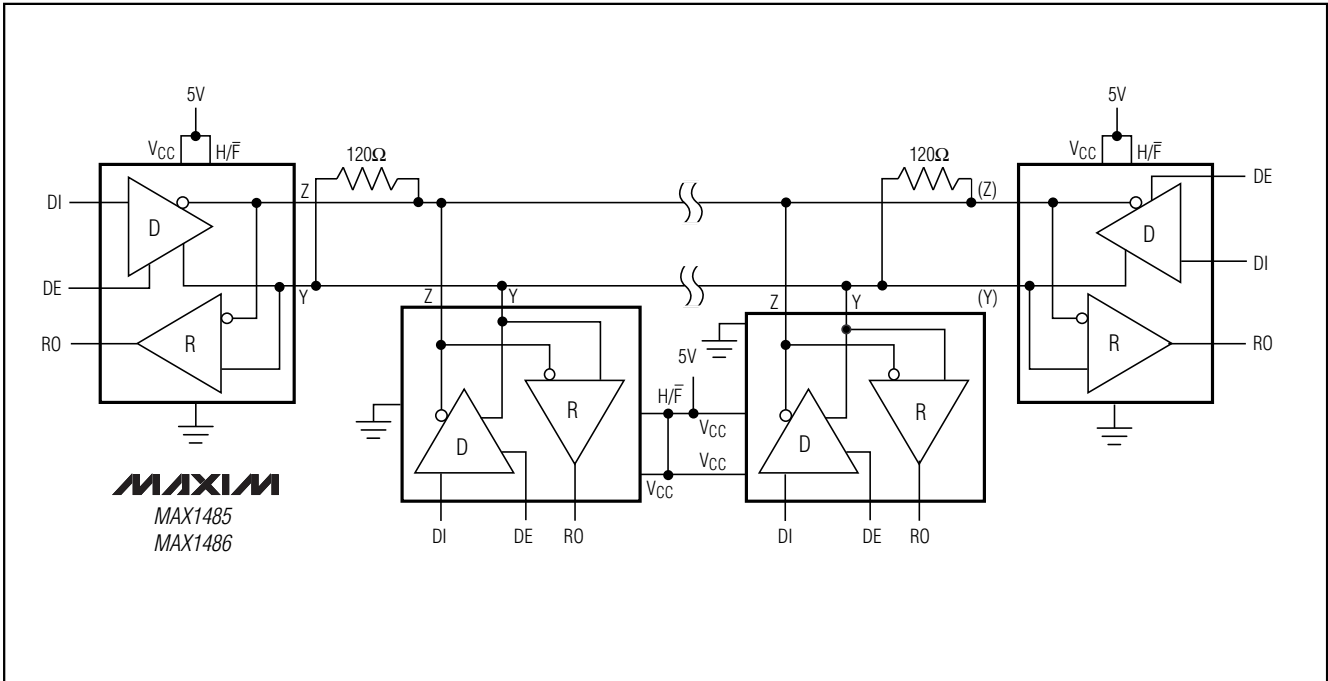 5V
5V
VCC
H/F̅
120Ω
120Ω
VCC
H/F̅
DI
Z
(Z)
DE
D
D
DE
Y
Z
Y
Z
Y
(Y)
DI
RO
R
R
RO
5V
H/F̅
R
VCC
R
D
VCC
D
VCC
MAXIM
MAX1485
MAX1486
DI
DE
RO
DI
DE
RO